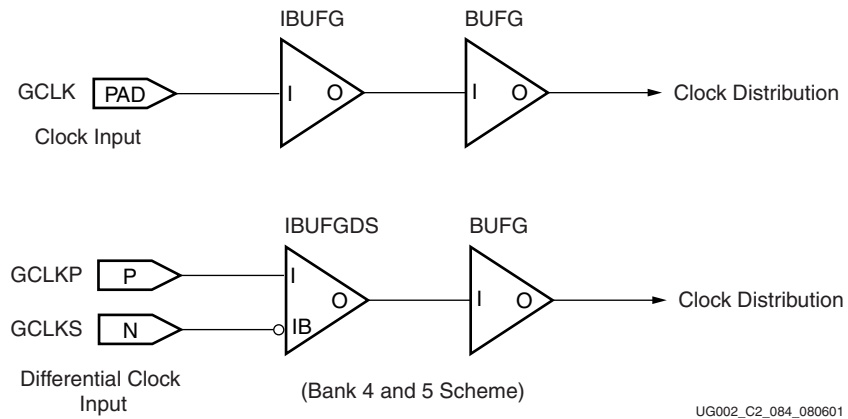 IBUFG BUFG
GCLK PAD I O I O Clock Distribution
Clock Input
IBUFGDS BUFG
GCLKP P I
O I O Clock Distribution
GCLKS N IB
Differential Clock
Input
(Bank 4 and 5 Scheme)
UG002_C2_084_080601